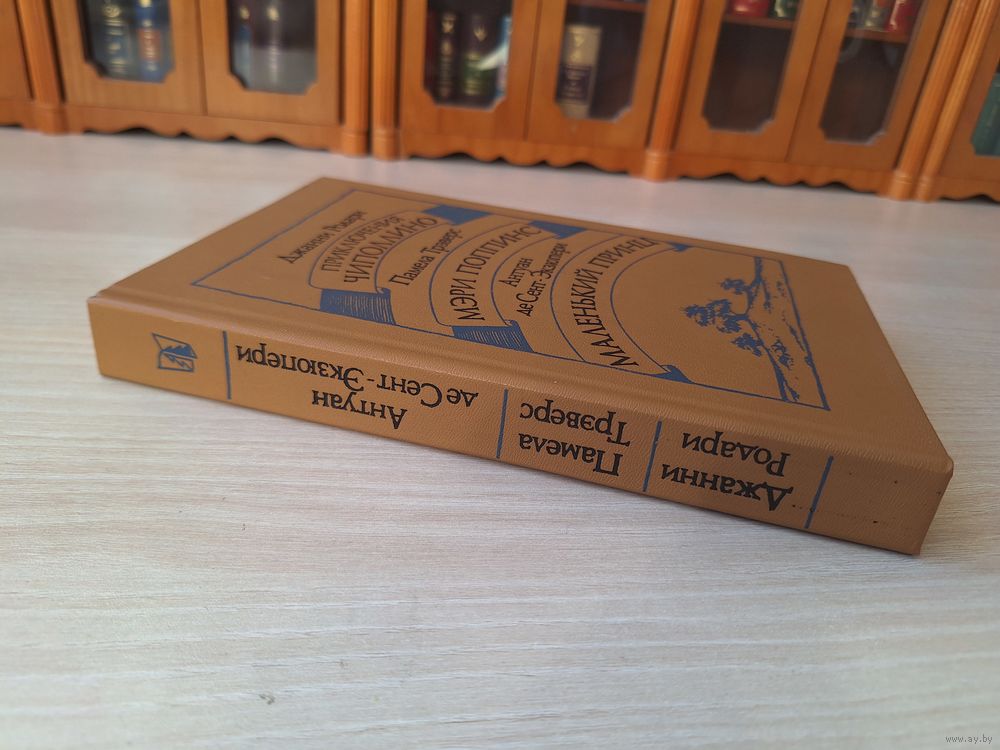 Джанни Родари
ПРИКЛЮЧЕНИЯ
ЧИПОЛЛИНО
Памела Трэверс
МЭРИ ПОППИНС
Антуан
де Сент-Экзюпери
МАЛЕНЬКИЙ ПРИНЦ
Джанни
Родари
Памела
Трэверс
Антуан
де Сент-Экзюпери
www.ay.by